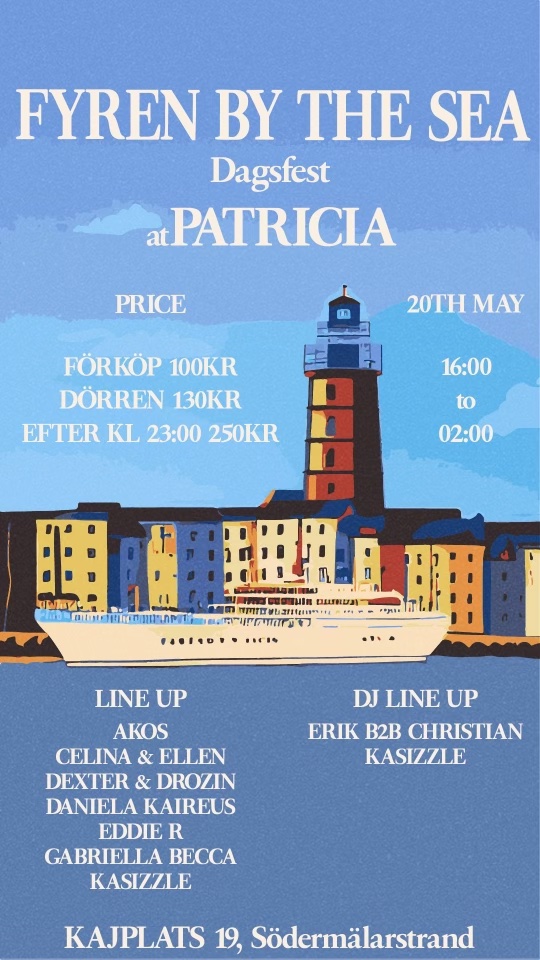 FYREN BY THE SEA
Dagsfest
at PATRICIA
PRICE
FÖRKÖP 100KR
DÖRREN 130KR
EFTER KL 23:00 250KR
20TH MAY
16:00
to
02:00
LINE UP
AKOS
CELINA & ELLEN
DEXTER & DROZIN
DANIELA KAIREUS
EDDIE R
GABRIELLA BECCA
KASIZZLE
DJ LINE UP
ERIK B2B CHRISTIAN
KASIZZLE
KAJPLATS 19, Södermälarstrand